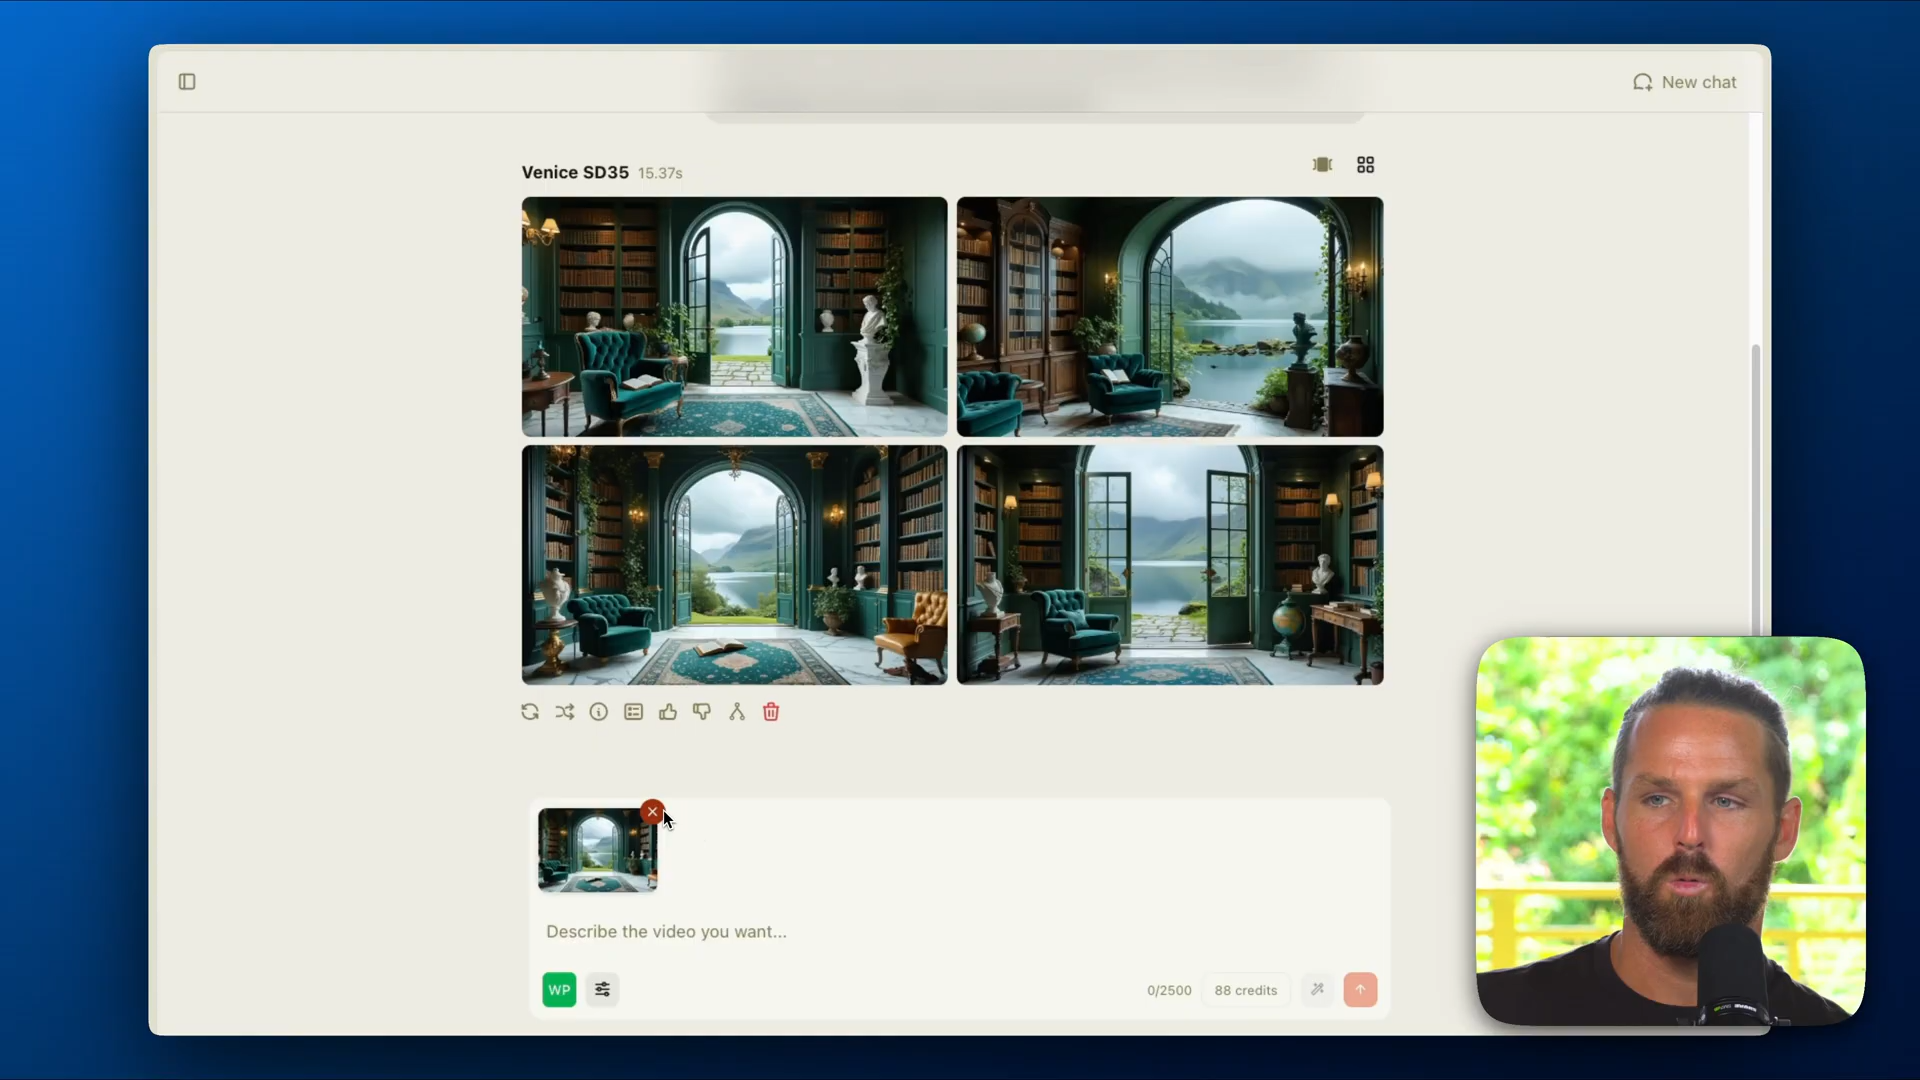 New chat
Venice SD35 15.37s
Describe the video you want...
WP
0/2500
88 credits